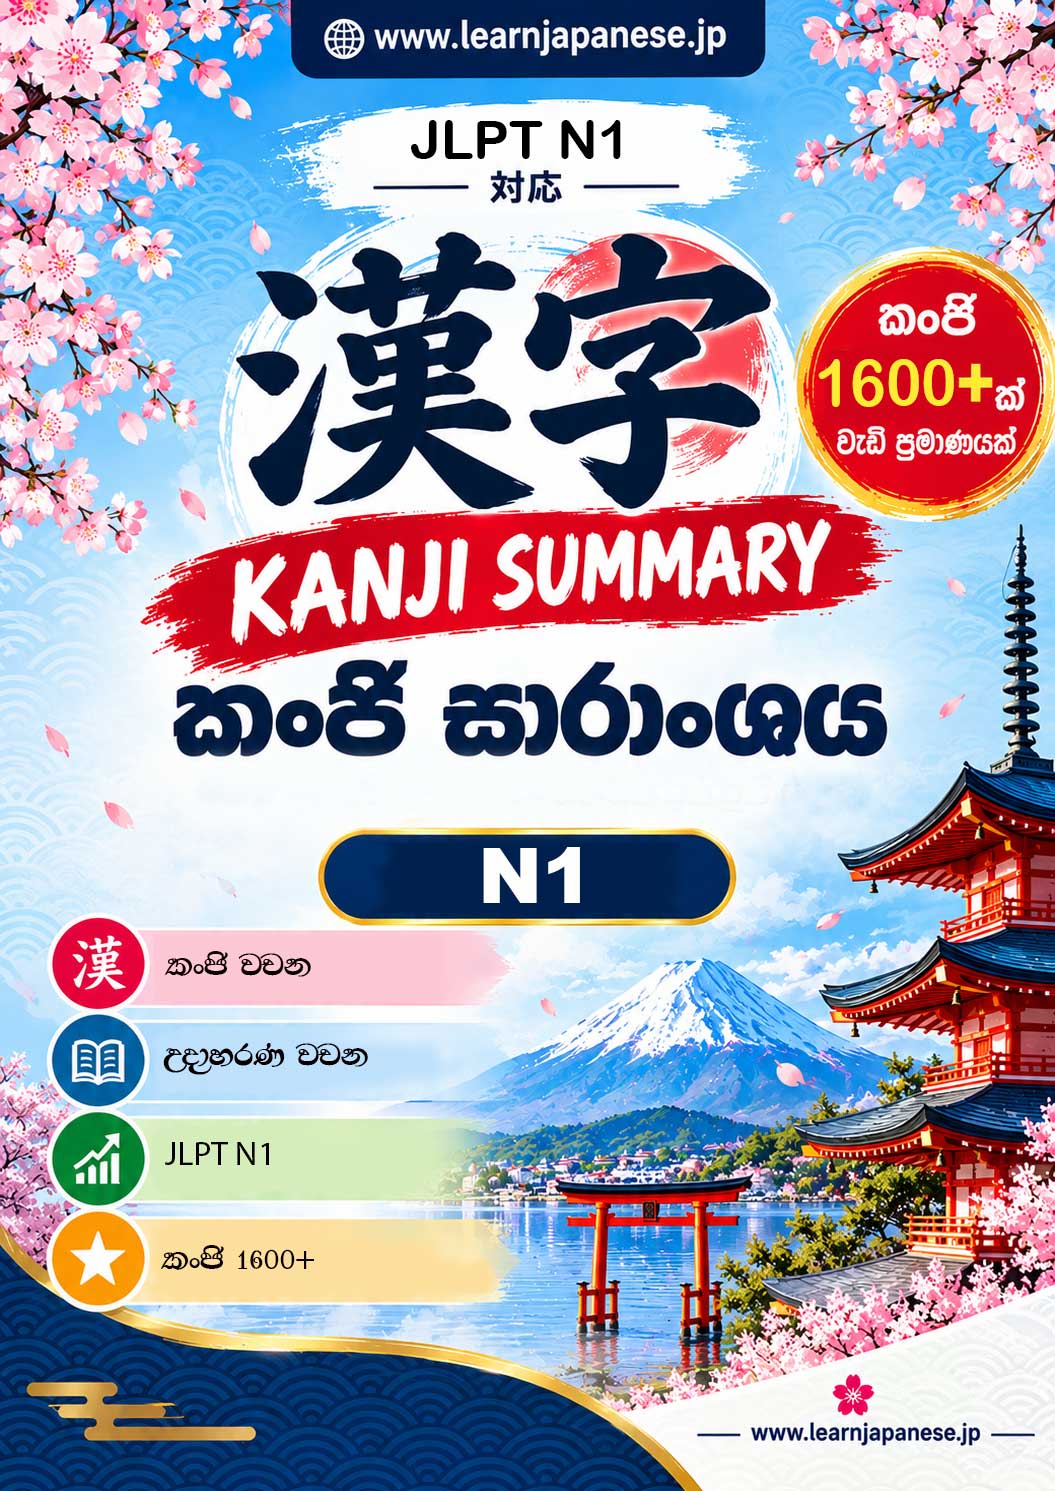 www.learnjapanese.jp
JLPT N1
対応
漢字
කංජි
1600+ක්
වැඩි ප්‍රමාණයක්
KANJI SUMMARY
කංජි සාරාංශය
N1
漢
කංජි වචන
උදාහරණ වචන
JLPT N1
කංජි 1600+
www.learnjapanese.jp